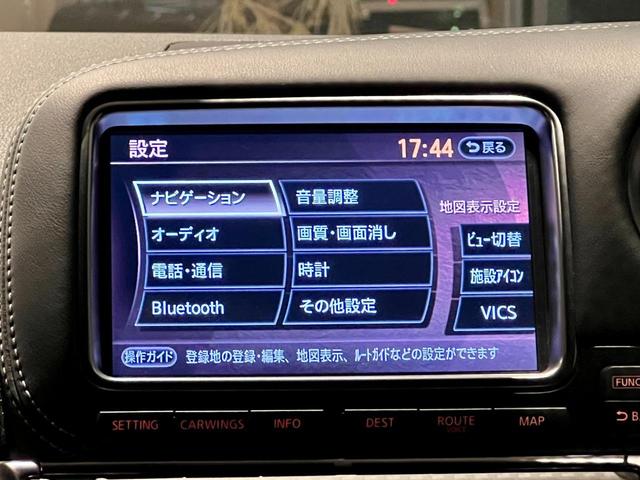 設定
17:44
戻る
ナビゲーション
音量調整
地図表示設定
オーディオ
画質・画面消し
ビュー切替
電話・通信
時計
施設アイコン
Bluetooth
その他設定
VICS
操作ガイド 登録地の登録・編集、地図表示、ルートガイドなどの設定ができます
FUNC
B
SETTING CARWINGS INFO DEST ROUTE MAP
VOICE